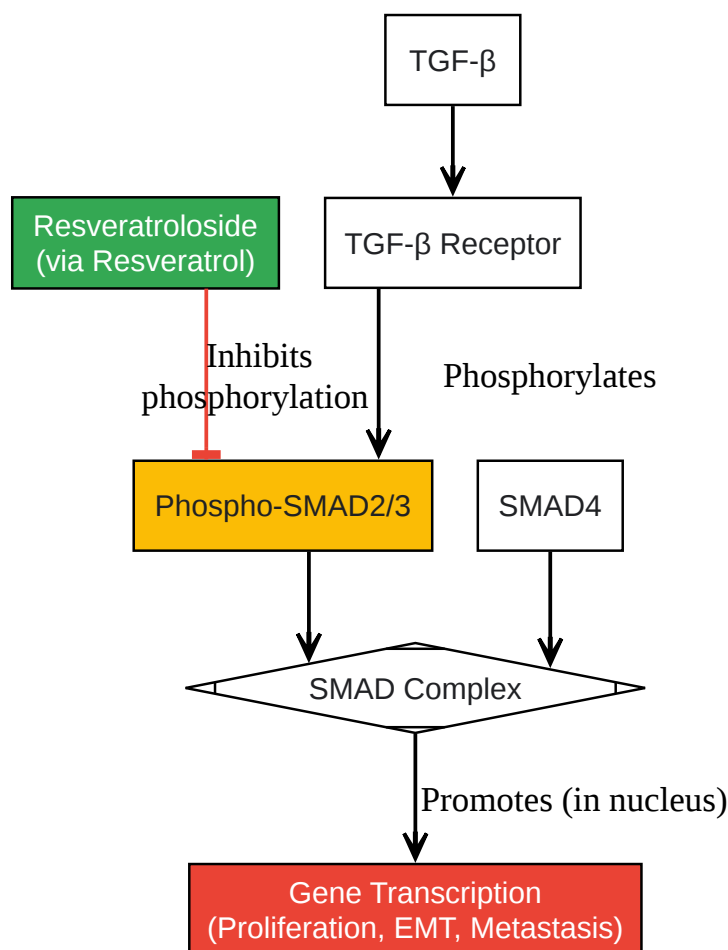 TGF-β
Resveratroloside
(via Resveratrol)
TGF-β Receptor
Inhibits
phosphorylation
Phosphorylates
Phospho-SMAD2/3
SMAD4
SMAD Complex
Promotes (in nucleus)
Gene Transcription
(Proliferation, EMT, Metastasis)